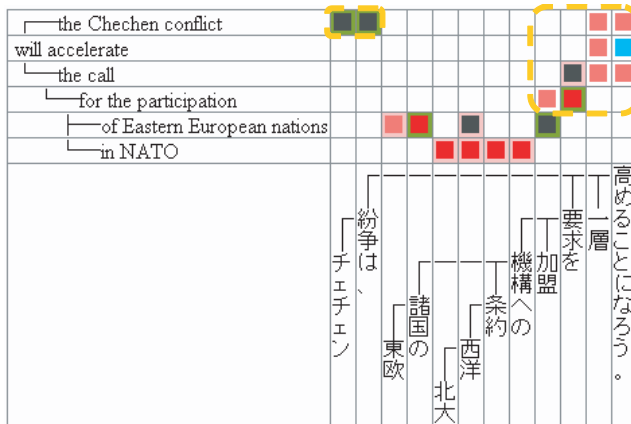 the Chechen conflict
will accelerate
the call
for the participation
of Eastern European nations
in NATO
チェチェン
紛争は、
東欧
諸国の
北大
西洋
条約
機構への
加盟
要求を
一層
高めることになろう。